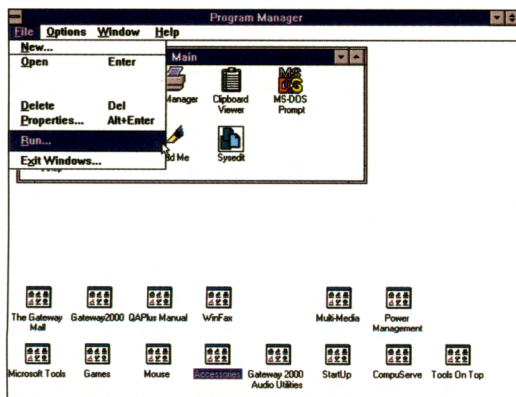 Program Manager
File Options Window Help
New...
Open Enter
Delete Del
Properties... Alt+Enter
Run...
Exit Windows...
Main
Manager
Clipboard Viewer
MS-DOS Prompt
Me
Sysedit
The Gateway Mall
Gateway2000
QAPlus Manual
WinFax
Multi-Media
Power Management
Microsoft Tools
Games
Mouse
Accessories
Gateway 2000 Audio Utilities
StartUp
CompuServe
Tools On Top